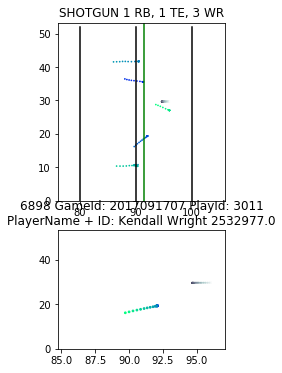 SHOTGUN 1 RB, 1 TE, 3 WR
50
40
30
20
10
0
80 90 100
6898 GameId: 2017091707 PlayId: 3011
PlayerName + ID: Kendall Wright 2532977.0
40
20
0
85.0 87.5 90.0 92.5 95.0